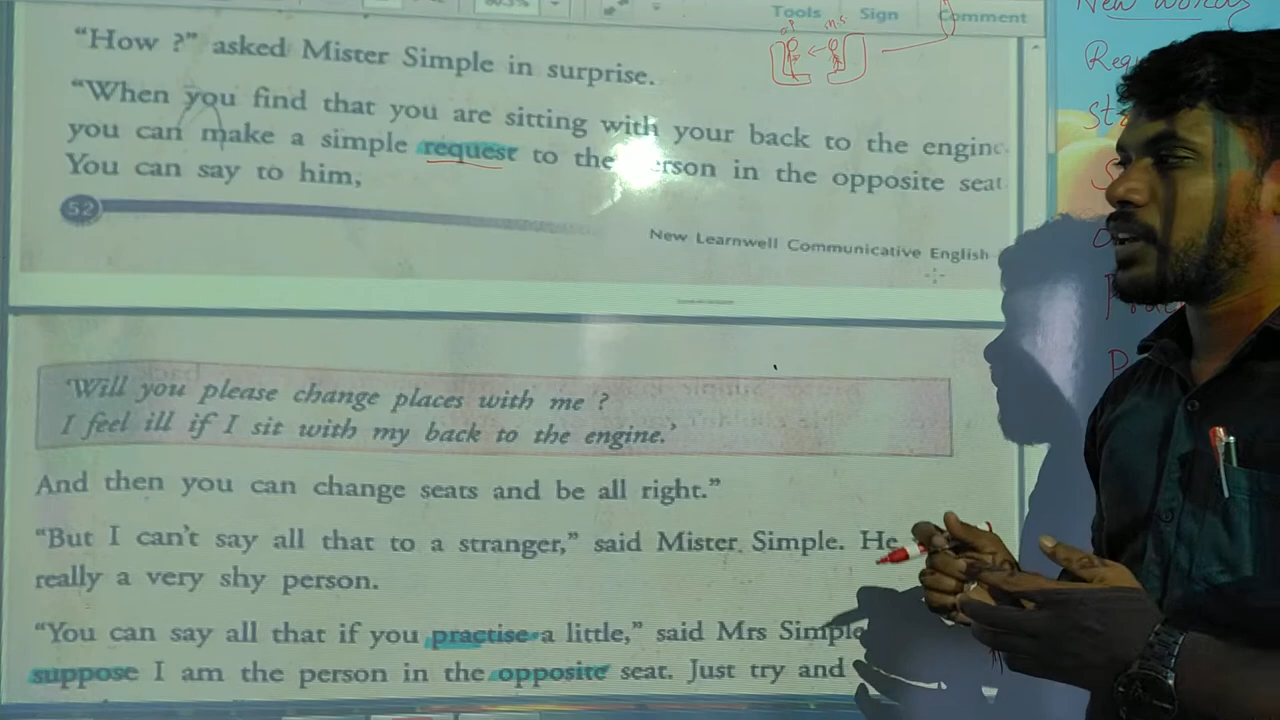 Tools Sign Comment
New Words
"How ?" asked Mister Simple in surprise.
"When you find that you are sitting with your back to the engine
you can make a simple request to the person in the opposite seat
You can say to him,
52
New Learnwell Communicative English
'Will you please change places with me ?
I feel ill if I sit with my back to the engine.'
And then you can change seats and be all right."
"But I can't say all that to a stranger," said Mister Simple. He
really a very shy person.
"You can say all that if you practise a little," said Mrs Simple
suppose I am the person in the opposite seat. Just try and